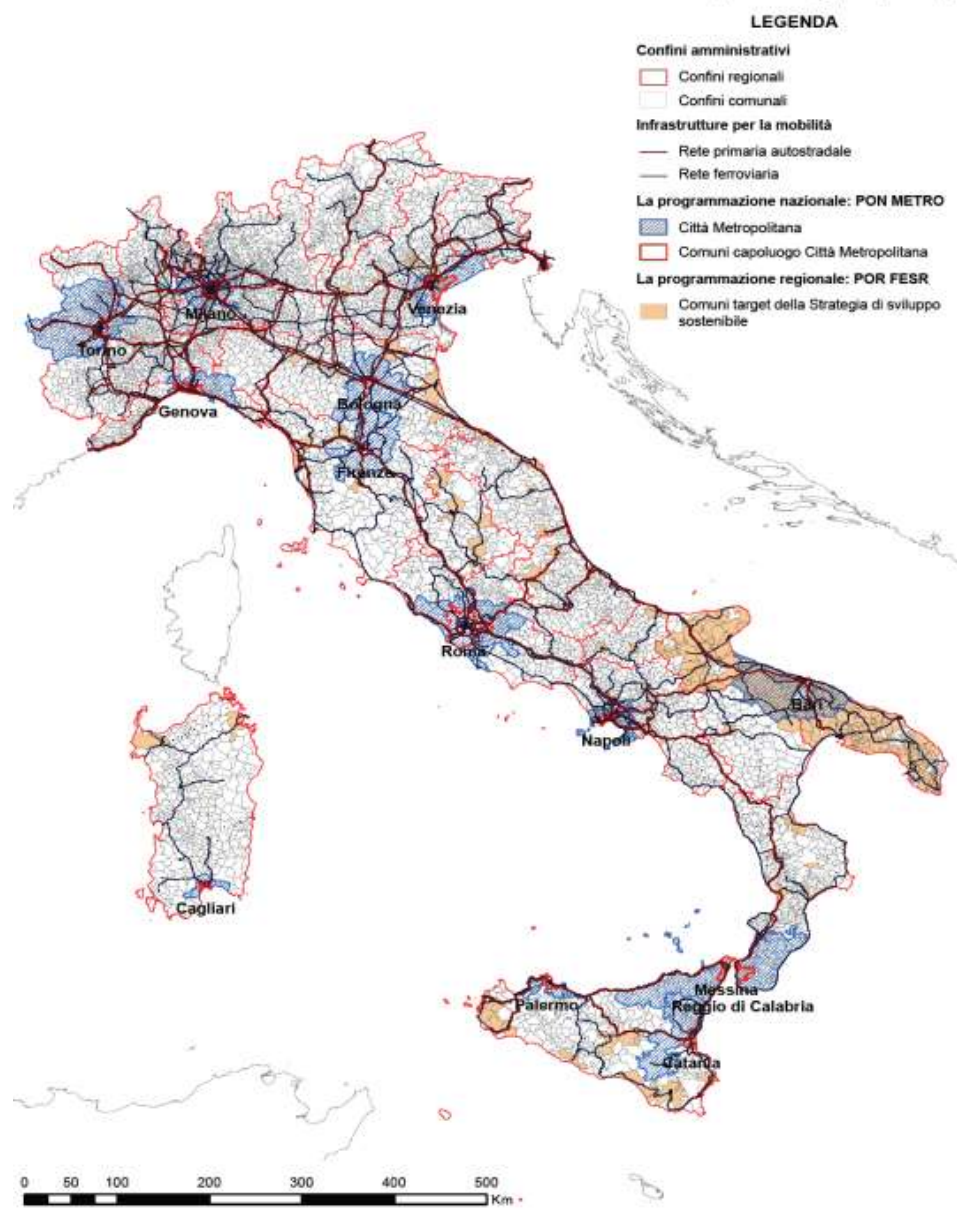 LEGENDA
Confini amministrativi
Confini regionali
Confini comunali
Infrastrutture per la mobilità
Rete primaria autostradale
Rete ferroviaria
La programmazione nazionale: PON METRO
Città Metropolitana
Comuni capoluogo Città Metropolitana
La programmazione regionale: POR FESR
Comuni target della Strategia di sviluppo
sostenibile
Milano
Venezia
Torino
Genova
Bologna
Firenze
Roma
Bari
Napoli
Cagliari
Messina
Palermo
Reggio di Calabria
Catania
0 50 100 200 300 400 500
Km